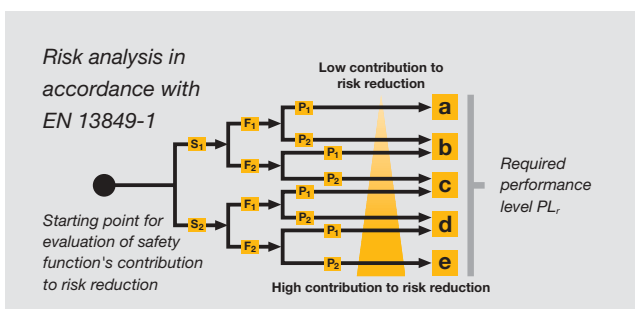 Risk analysis in
accordance with
EN 13849-1
Low contribution to
risk reduction
P1
a
F1
P2
b
S1
P1
F2
P2
c
P1
F1
P2
d
S2
P1
F2
P2
e
Required
performance
level PLr
Starting point for
evaluation of safety
function's contribution
to risk reduction
High contribution to risk reduction